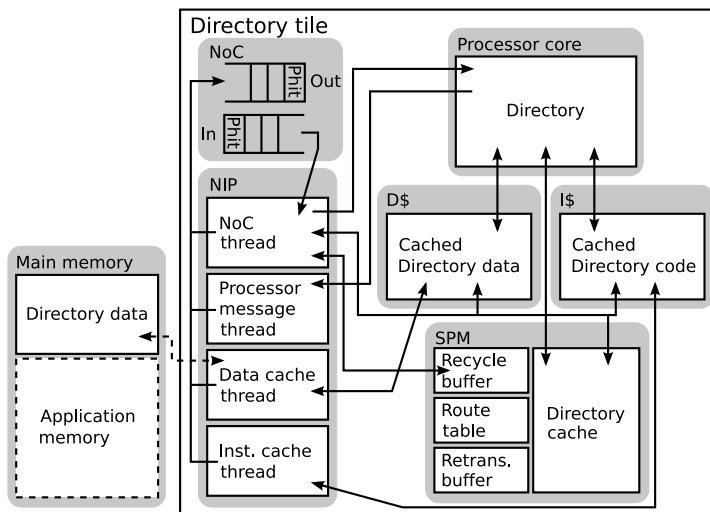 Directory tile
NoC
Phit
Out
In
Phit
Processor core
Directory
NIP
NoC
thread
Processor
message
thread
Data cache
thread
Inst. cache
thread
D$
Cached
Directory data
I$
Cached
Directory code
Main memory
Directory data
Application
memory
SPM
Recycle
buffer
Route
table
Retrans.
buffer
Directory
cache